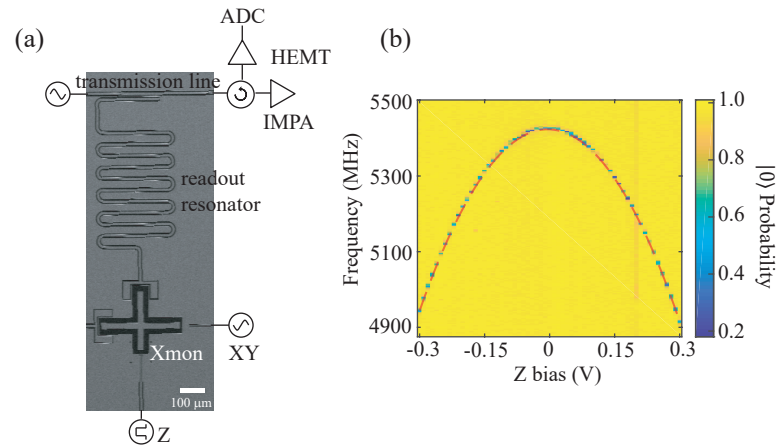 (a)
ADC
HEMT
transmission line
IMPA
readout
resonator
Xmon
XY
100 μm
Z
(b)
5500
5300
5100
4900
Frequency (MHz)
-0.3
-0.15
0
0.15
0.3
Z bias (V)
1.0
0.8
0.6
0.4
0.2
|0⟩ Probability